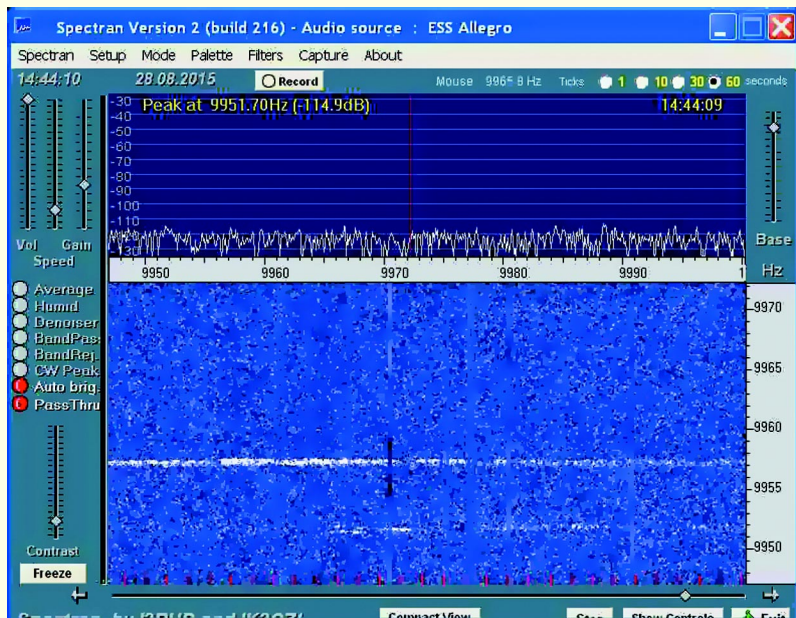 Spectran Version 2 (build 216) - Audio source : ESS Allegro
Spectran Setup Mode Palette Filters Capture About
14:44:10 28.08.2015 Record Mouse 9965.8 Hz Ticks 1 10 30 60 seconds
Peak at 9951.70Hz (-114.9dB) 14:44:09
-30
-40
-50
-60
-70
-80
-90
-100
-110
-130
Vol Gain
Speed
Base
9950 9960 9970 9980 9990 Hz
Average
Humid
Denoiser
BandPas
BandRej
CW Peak
Auto brig.
PassThru
9970
9965
9960
9955
9950
Contrast
Freeze
Compact View Stop Show Controls Exit